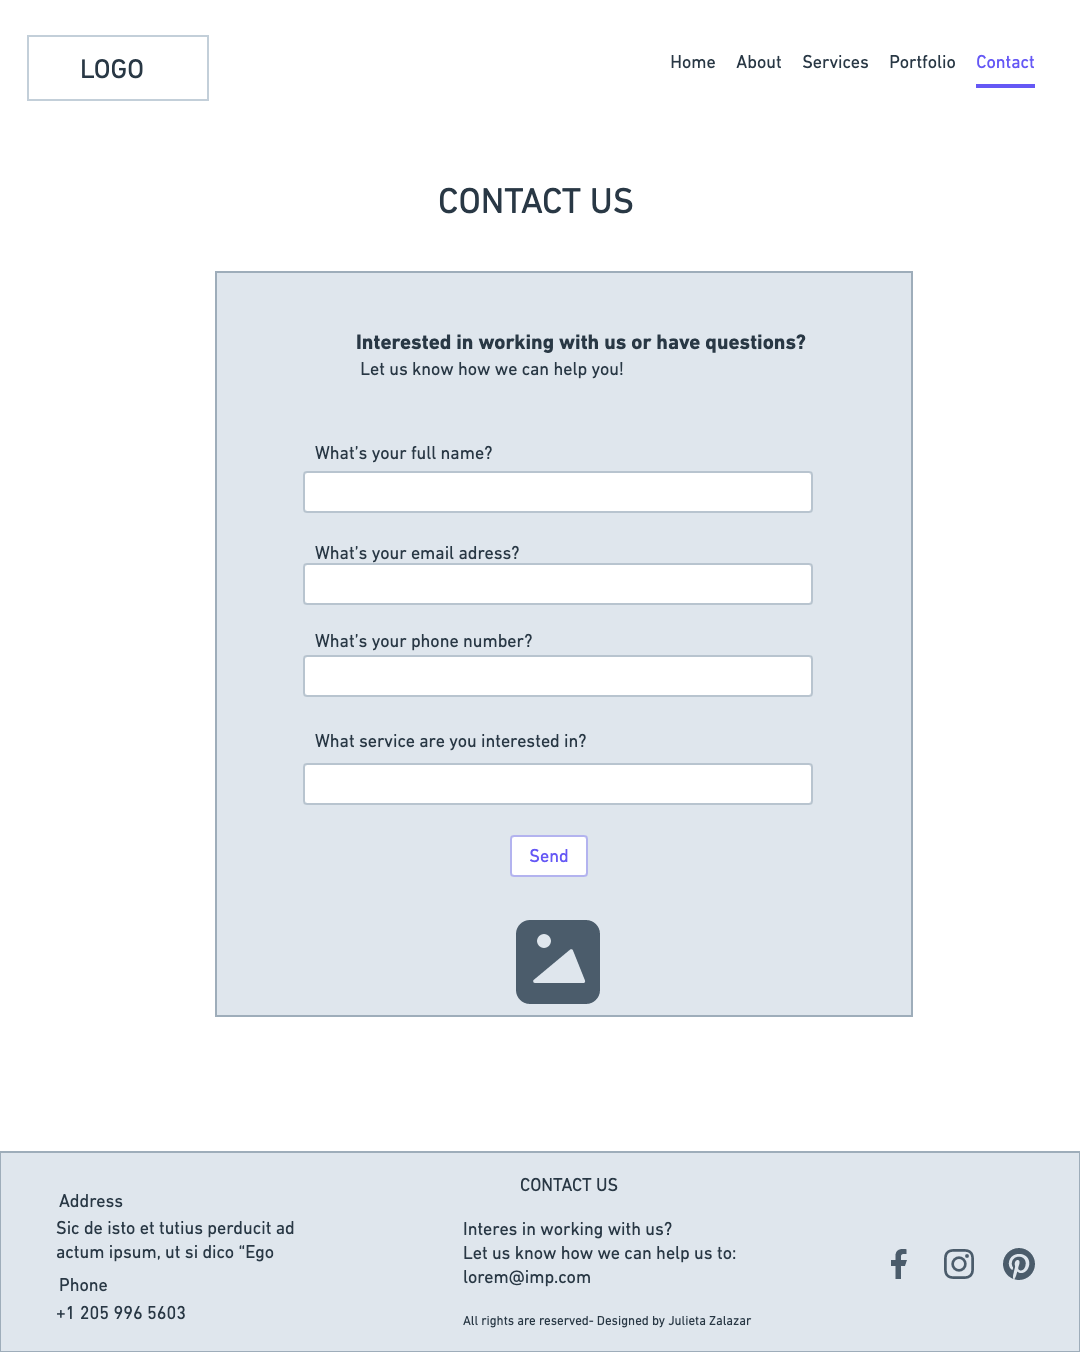 LOGO
Home About Services Portfolio Contact
CONTACT US
Interested in working with us or have questions?
Let us know how we can help you!
What's your full name?
What's your email adress?
What's your phone number?
What service are you interested in?
Send
Address
Sic de isto et tutius perducit ad
actum ipsum, ut si dico “Ego
Phone
+1 205 996 5603
CONTACT US
Interes in working with us?
Let us know how we can help us to:
lorem@imp.com
All rights are reserved- Designed by Julieta Zalazar